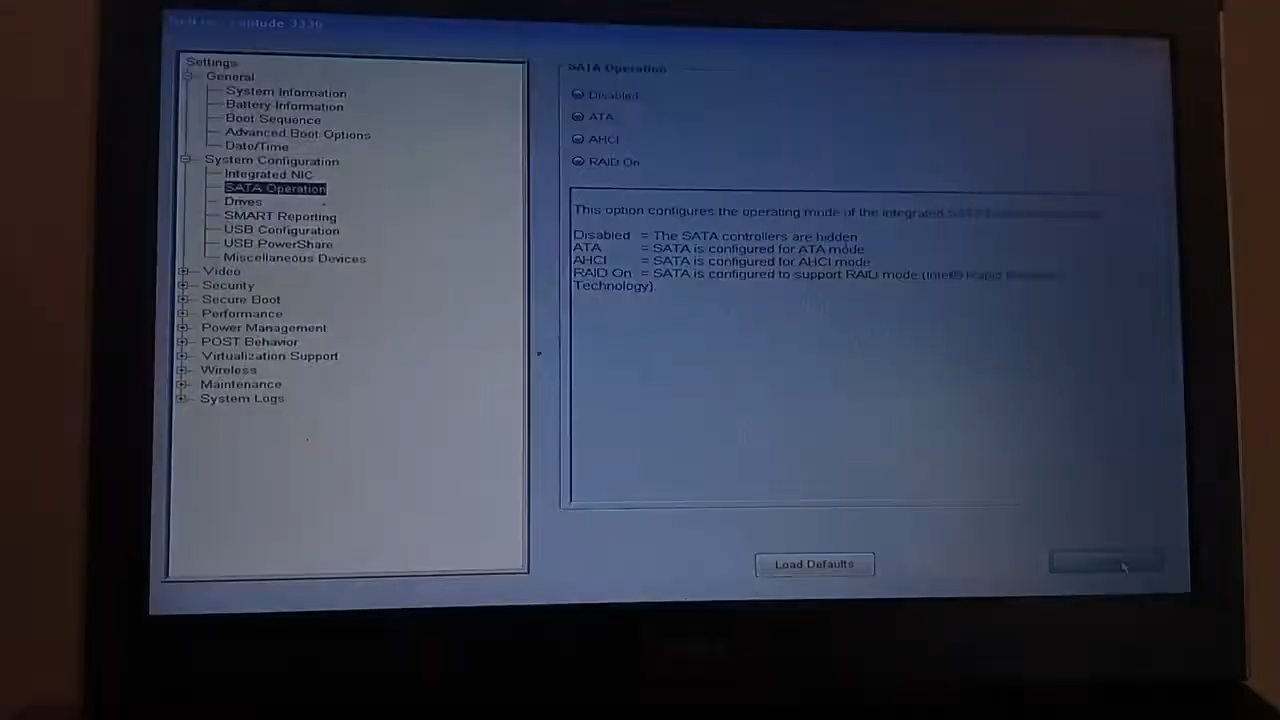 Settings
General
System Information
Battery Information
Boot Sequence
Advanced Boot Options
Date/Time
System Configuration
Integrated NIC
SATA Operation
Drives
SMART Reporting
USB Configuration
USB PowerShare
Miscellaneous Devices
Video
Security
Secure Boot
Performance
Power Management
POST Behavior
Virtualization Support
Wireless
Maintenance
System Logs
SATA Operation
Disabled
ATA
AHCI
RAID On
This option configures the operating mode of the integrated SATA
Disabled = The SATA controllers are hidden
ATA = SATA is configured for ATA mode
AHCI = SATA is configured for AHCI mode
RAID On = SATA is configured to support RAID mode (Intel® Rapid
Technology).
Load Defaults